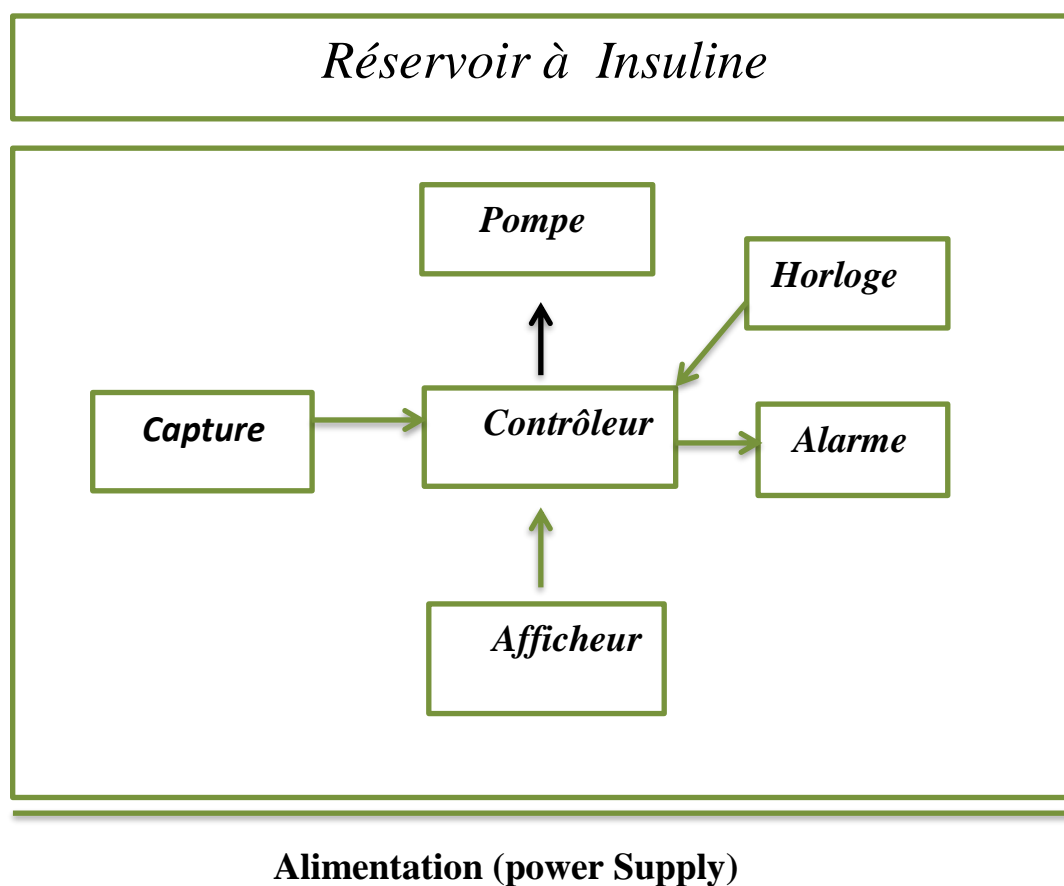 Réservoir à Insuline
Pompe
Horloge
Capture
Contrôleur
Alarme
Afficheur
Alimentation (power Supply)